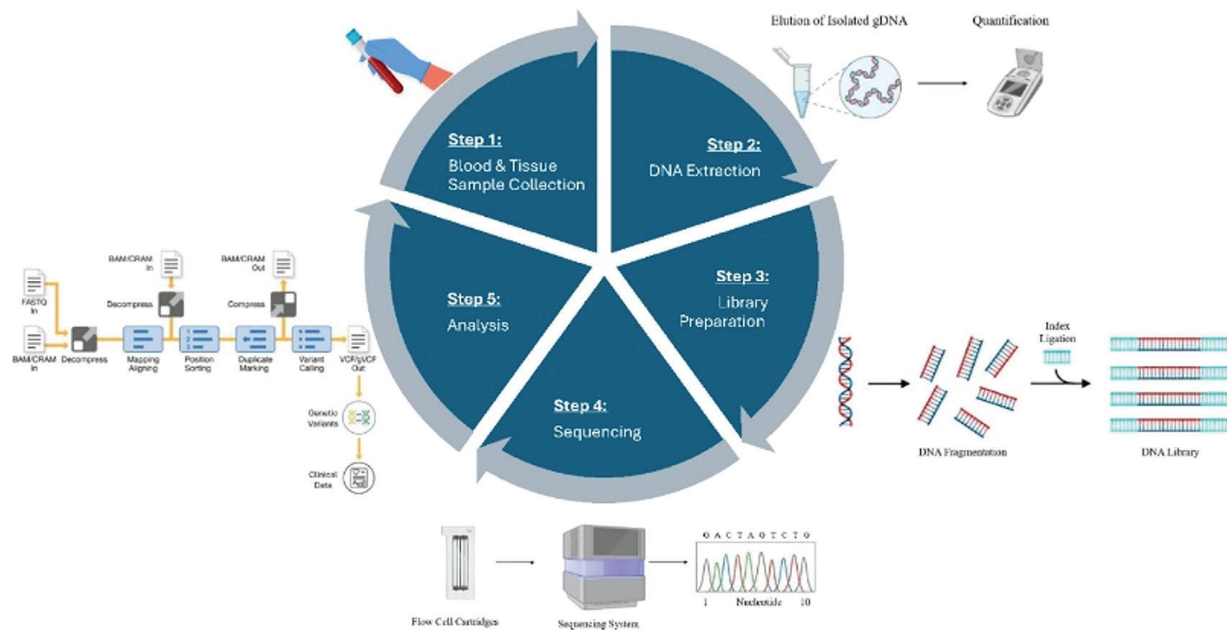 Elution of Isolated gDNA
Quantification
Step 1:
Blood & Tissue
Sample Collection
Step 2:
DNA Extraction
Step 3:
Library
Preparation
Index
Ligation
DNA Fragmentation
DNA Library
Step 4:
Sequencing
G A C T A G T C T G
1 Nucleotide 10
Flow Cell Cartridges
Sequencing System
Step 5:
Analysis
BAM/CRAM
In
BAM/CRAM
Out
FASTQ
In
Decompress
Compress
BAM/CRAM
In
Decompress
Mapping
Aligning
1
2
3
Position
Sorting
Duplicate
Marking
Variant
Calling
VCF/gVCF
Out
Genetic
Variants
Clinical
Data